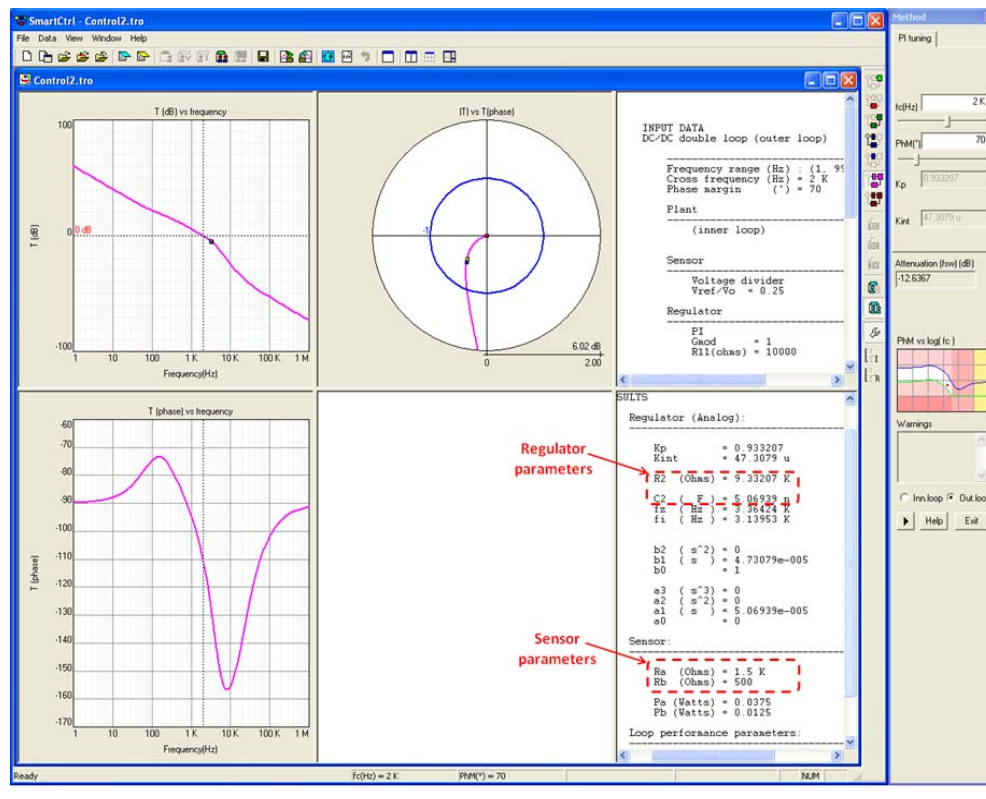 SmartCtrl - Control2.tro
File Data View Window Help
Control2.tro
T (dB) vs frequency
100
0
0 dB
-100
T (dB)
1 10 100 1 K 10 K 100 K 1 M
Frequency(Hz)
|T| vs T(phase)
-1
6.02 dB
0 2.00
INPUT DATA
DC/DC double loop (outer loop)
Frequency range (Hz) : (1, 99
Cross frequency (Hz) = 2 K
Phase margin (°) = 70
Plant
(inner loop)
Sensor
Voltage divider
Vref/Vo = 0.25
Regulator
PI
Gmod = 1
R11(ohms) = 10000
T (phase) vs frequency
-60
-70
-80
-90
-100
-110
-120
-130
-140
-150
-160
-170
T (phase)
1 10 100 1 K 10 K 100 K 1 M
Frequency(Hz)
SULTS
Regulator (Analog):
Kp = 0.933207
Kint = 47.3079 u
R2 (Ohms) = 9.33207 K
C2 ( F ) = 5.06939 n
fz ( Hz ) = 3.36424 K
fi ( Hz ) = 3.13953 K
b2 ( s^2) = 0
b1 ( s ) = 4.73079e-005
b0 = 1
a3 ( s^3) = 0
a2 ( s^2) = 0
a1 ( s ) = 5.06939e-005
a0 = 0
Sensor:
Ra (Ohms) = 1.5 K
Rb (Ohms) = 500
Pa (Watts) = 0.0375
Pb (Watts) = 0.0125
Loop performance parameters:
Regulator
parameters
Sensor
parameters
Ready
fc(Hz) = 2 K
PhM(°) = 70
NUM
Method
PI tuning
fc(Hz) 2 K
PhM(°) 70
Kp 0.933207
Kint 47.3079 u
Attenuation (fsw) (dB)
-12.6367
PhM vs log( fc )
Warnings
Inn.loop Out.loo
Help Exit